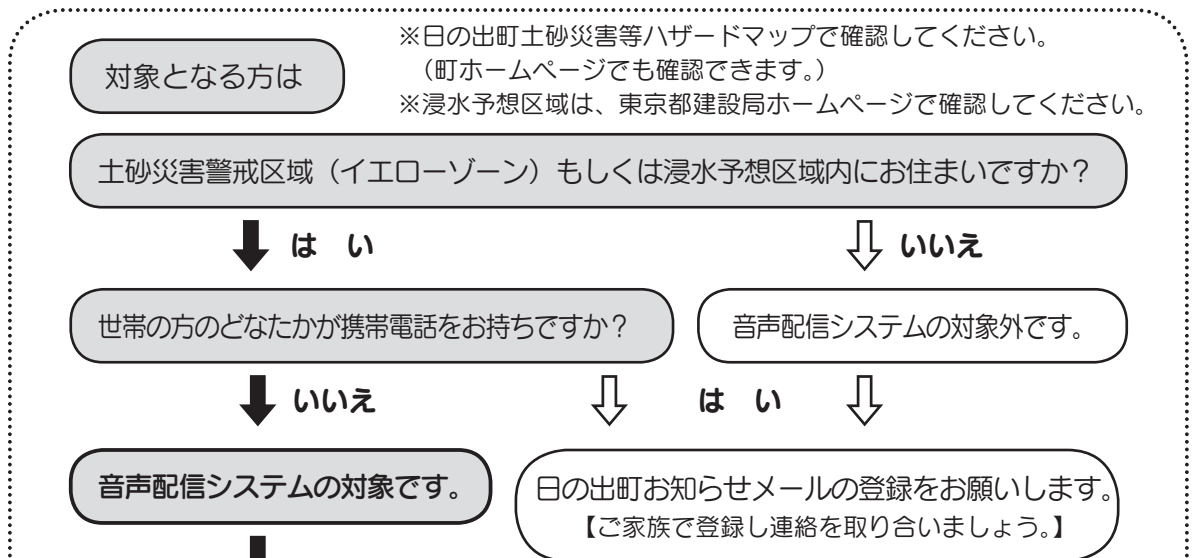 対象となる方は
※日の出町土砂災害等ハザードマップで確認してください。
（町ホームページでも確認できます。）
※浸水予想区域は、東京都建設局ホームページで確認してください。
土砂災害警戒区域（イエローゾーン）もしくは浸水予想区域内にお住まいですか？
は　い
いいえ
世帯の方のどなたかが携帯電話をお持ちですか？
音声配信システムの対象外です。
いいえ
は　い
音声配信システムの対象です。
日の出町お知らせメールの登録をお願いします。
【ご家族で登録し連絡を取り合いましょう。】